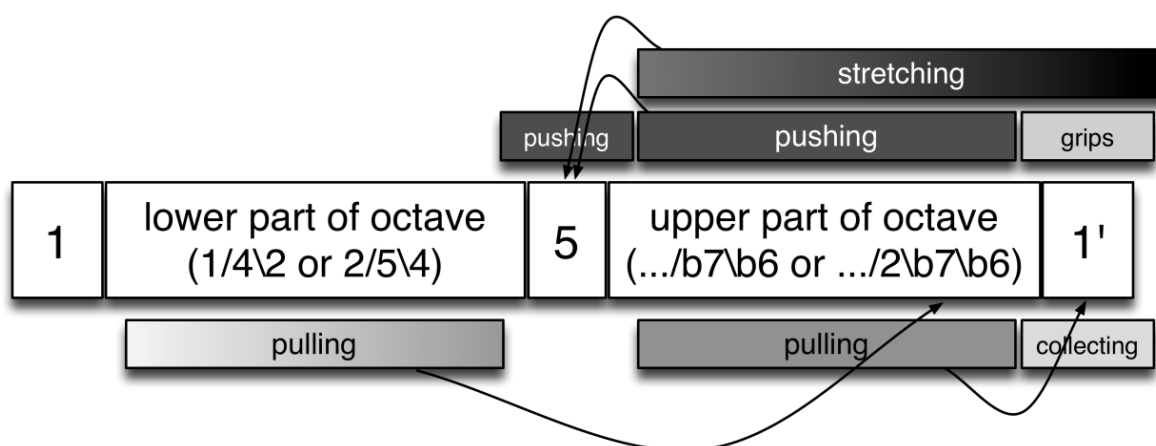 stretching
pushing
pushing
grips
1
lower part of octave
(1/4\2 or 2/5\4)
5
upper part of octave
(.../b7\b6 or .../2\b7\b6)
1'
pulling
pulling
collecting